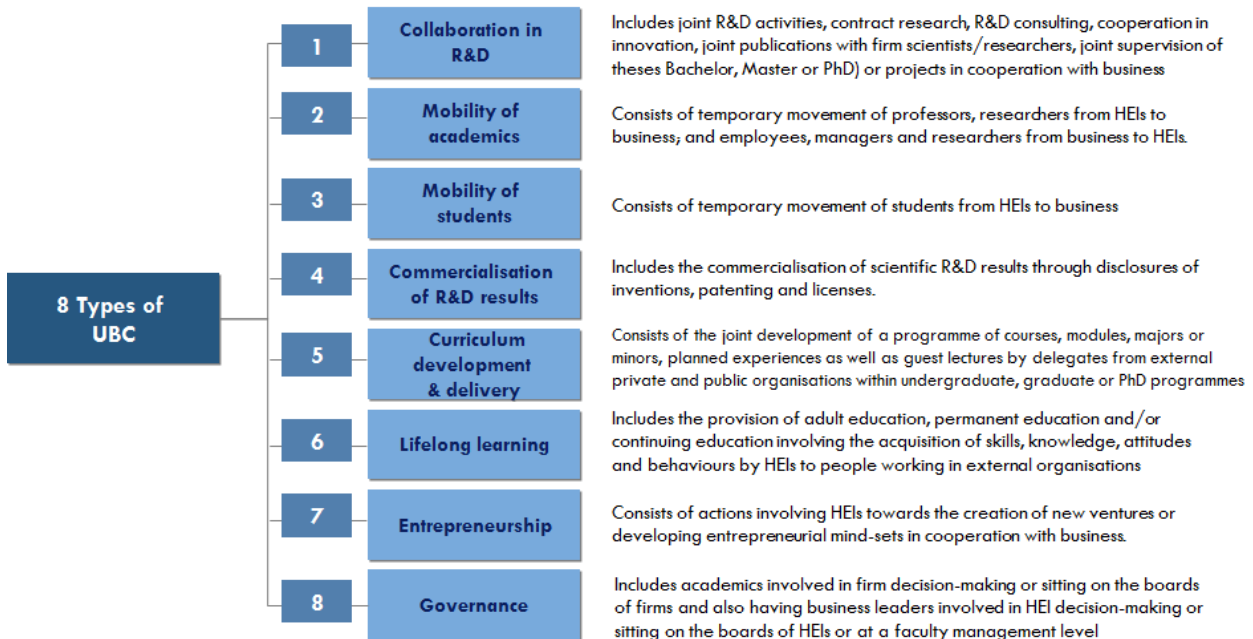 8 Types of
UBC
1
Collaboration in
R&D
Includes joint R&D activities, contract research, R&D consulting, cooperation in
innovation, joint publications with firm scientists/researchers, joint supervision of
theses Bachelor, Master or PhD) or projects in cooperation with business
2
Mobility of
academics
Consists of temporary movement of professors, researchers from HEIs to
business; and employees, managers and researchers from business to HEIs.
3
Mobility of
students
Consists of temporary movement of students from HEIs to business
4
Commercialisation
of R&D results
Includes the commercialisation of scientific R&D results through disclosures of
inventions, patenting and licenses.
5
Curriculum
development
& delivery
Consists of the joint development of a programme of courses, modules, majors or
minors, planned experiences as well as guest lectures by delegates from external
private and public organisations within undergraduate, graduate or PhD programmes
6
Lifelong learning
Includes the provision of adult education, permanent education and/or
continuing education involving the acquisition of skills, knowledge, attitudes
and behaviours by HEIs to people working in external organisations
7
Entrepreneurship
Consists of actions involving HEIs towards the creation of new ventures or
developing entrepreneurial mind-sets in cooperation with business.
8
Governance
Includes academics involved in firm decision-making or sitting on the boards
of firms and also having business leaders involved in HEI decision-making or
sitting on the boards of HEIs or at a faculty management level